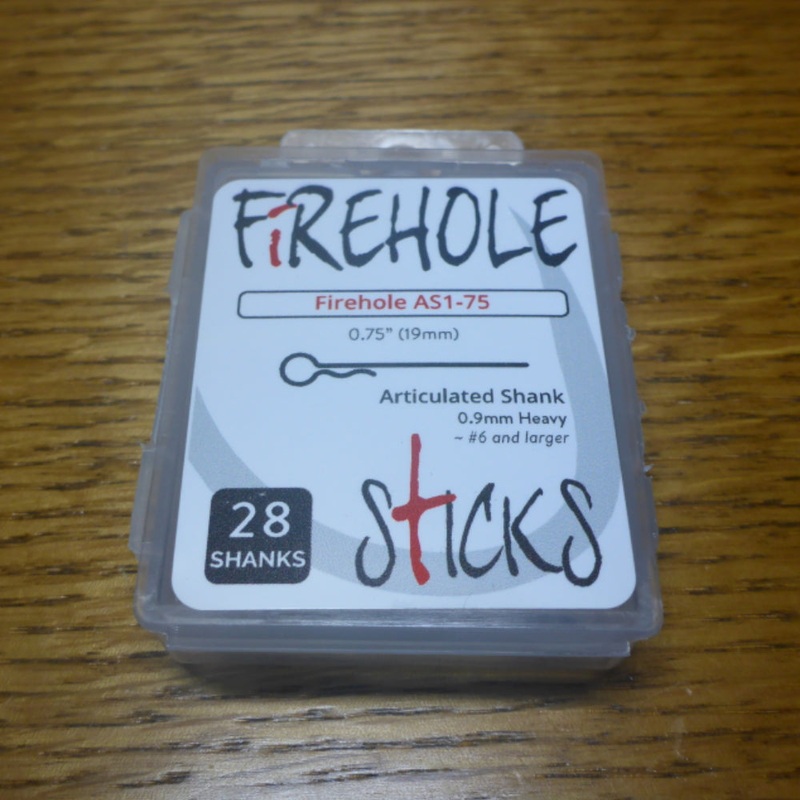 FiREHOLE
Firehole AS1-75
0.75" (19mm)
Articulated Shank
0.9mm Heavy
~ #6 and larger
28
SHANKS
StICKS